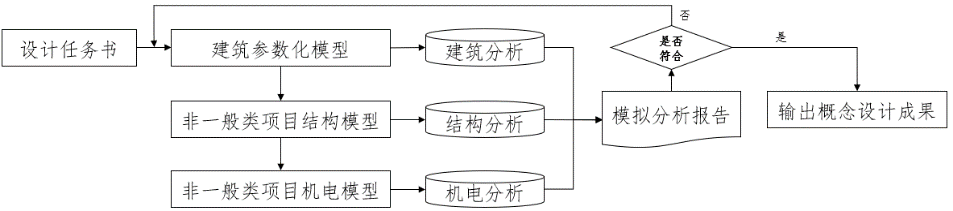 否
设计任务书
建筑参数化模型
建筑分析
是否
符合
是
非一般类项目结构模型
结构分析
模拟分析报告
输出概念设计成果
非一般类项目机电模型
机电分析